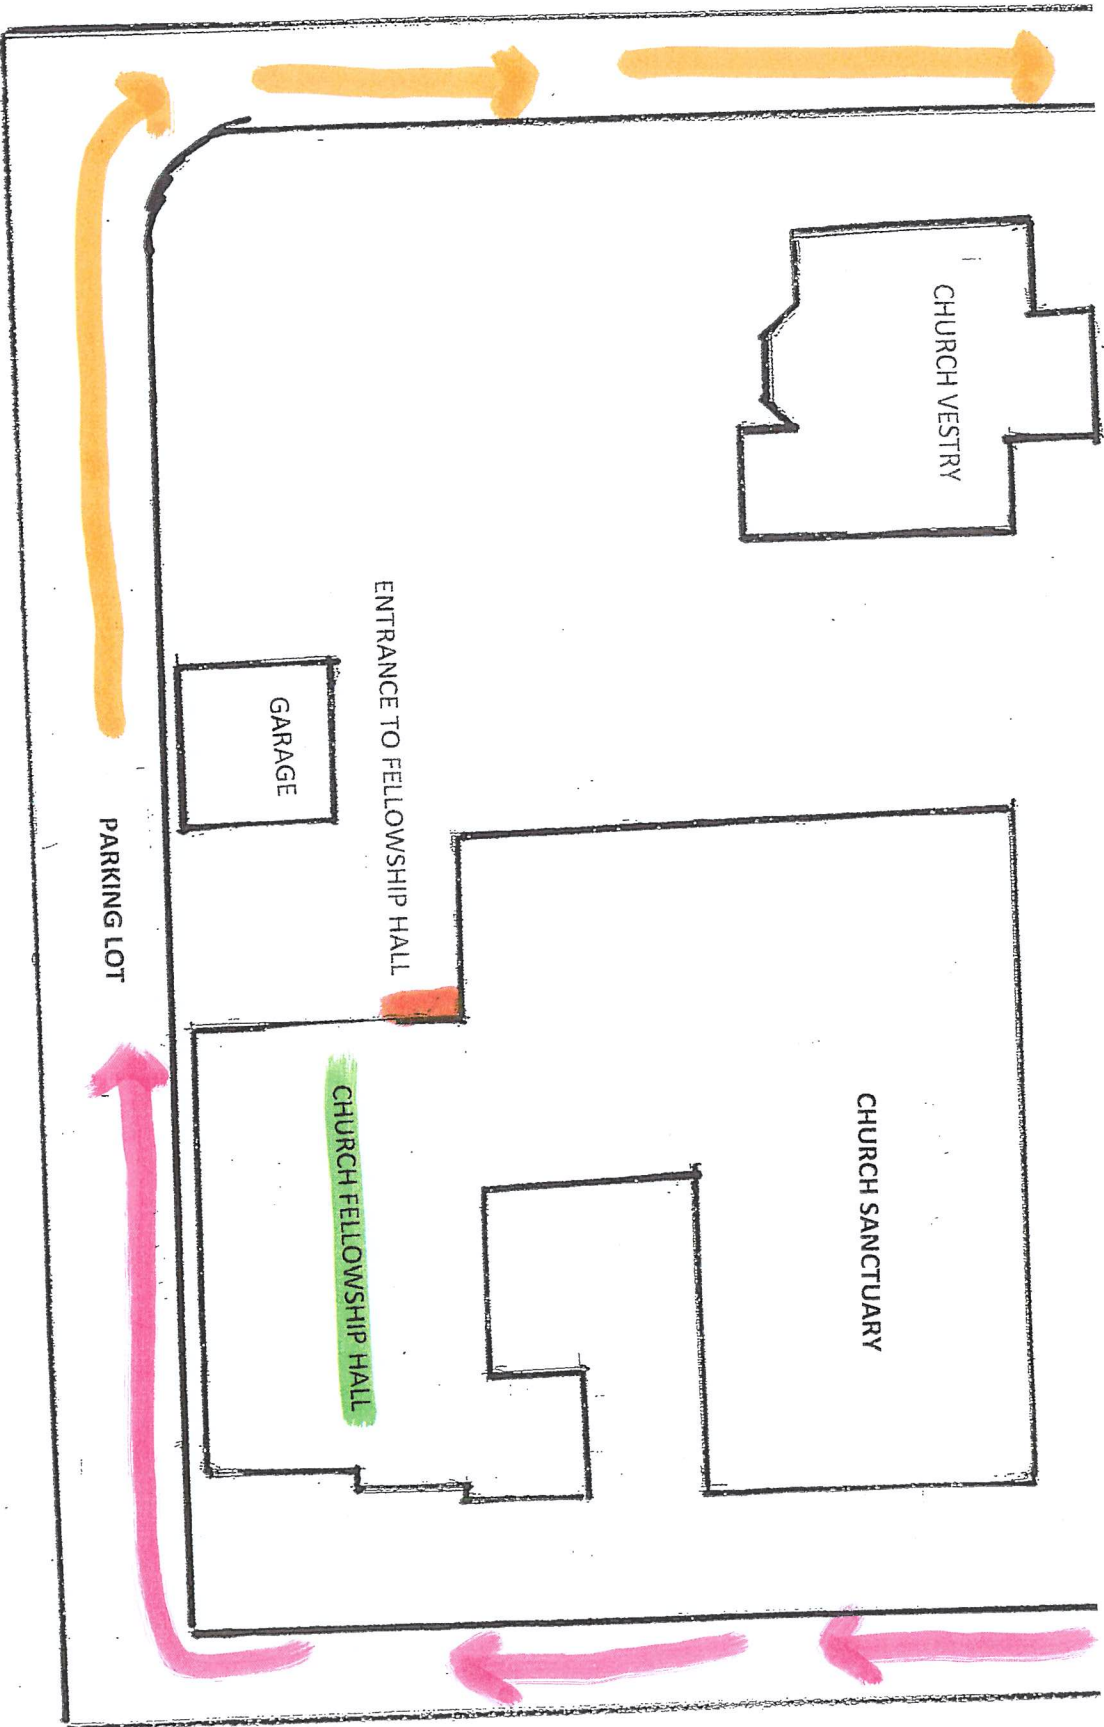 CHURCH VESTRY
CHURCH SANCTUARY
ENTRANCE TO FELLOWSHIP HALL
CHURCH FELLOWSHIP HALL
GARAGE
PARKING LOT